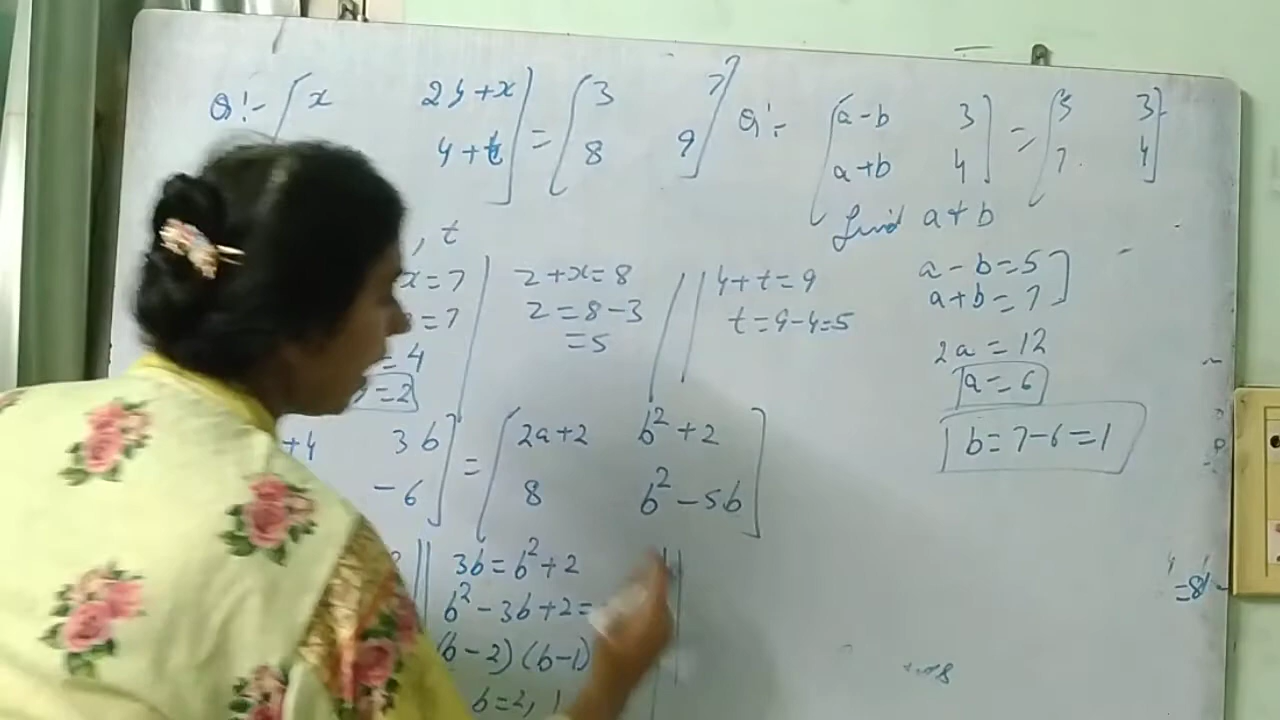 Q:- [ x 2y+x ] = [ 3 7 ]
4+t ] [ 8 9 ]
, t
x=7 | 2+x=8 || 4+t=9
=7 z=8-3 t=9-4=5
=4 =5
=2
+4 3b ] = [ 2a+2 b²+2 ]
-6 ] [ 8 b²-5b ]
|| 3b=b²+2 ||
b²-3b+2=
(b-2)(b-1)
b=2, 1
Q:- [ a-b 3 ] = [ 5 3 ]
[ a+b 4 ] [ 7 4 ]
find a+b
a-b=5 ]
a+b=7 ]
2a=12
a=6
b=7-6=1
=8